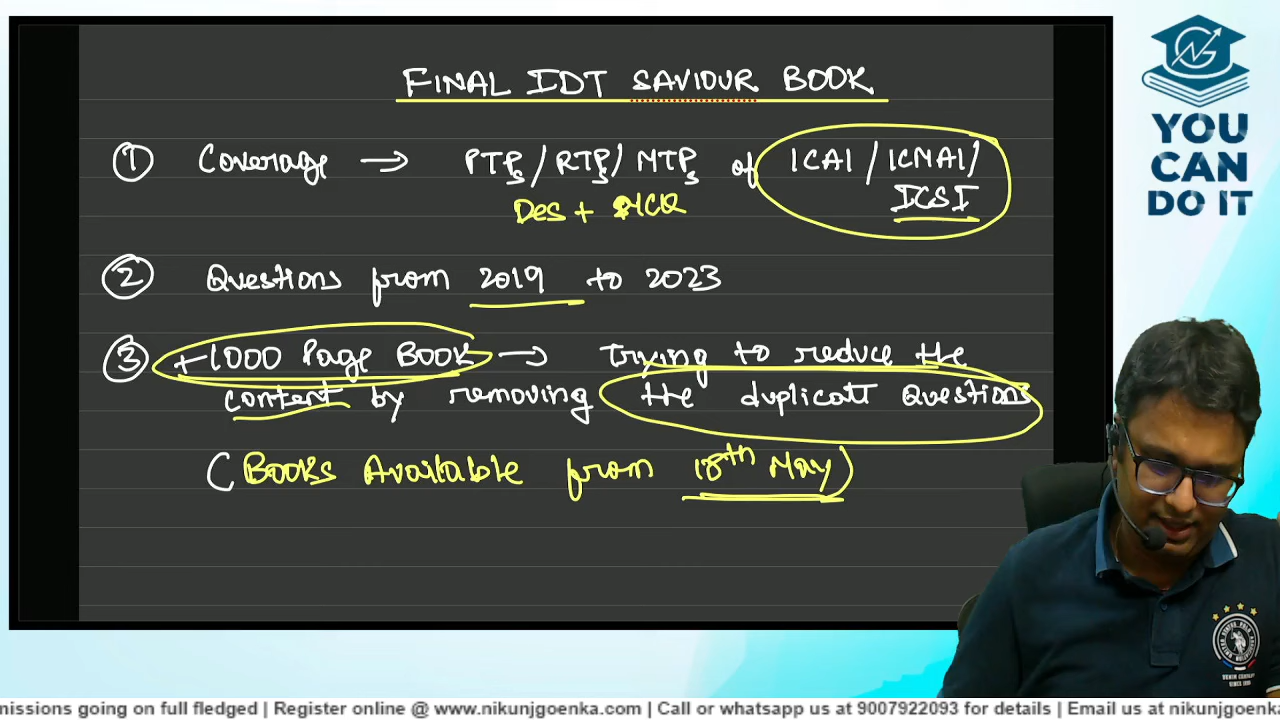 FINAL IDT SAVIOUR BOOK
① Coverage → PTPs/RTPs/MTPs of ICAI / ICMAI/
ICSI
Des + MCQ
② Questions from 2019 to 2023
③ +1000 Page BOOK → Trying to reduce the
content by removing the duplicate Questions
(Books Available from 18th May)
YOU
CAN
DO IT
missions going on full fledged | Register online @ www.nikunjgoenka.com | Call or whatsapp us at 9007922093 for details | Email us at nikunjg